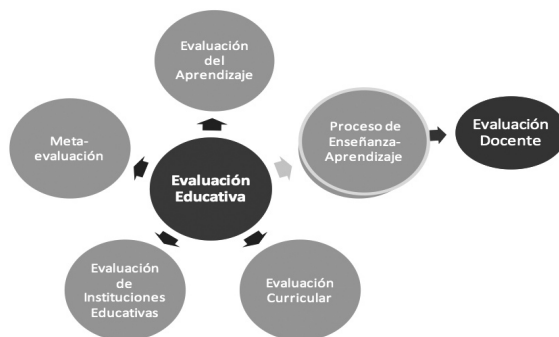 Evaluación
del
Aprendizaje
Meta-
evaluación
Evaluación
Educativa
Proceso de
Enseñanza-
Aprendizaje
Evaluación
Docente
Evaluación
de
Instituciones
Educativas
Evaluación
Curricular